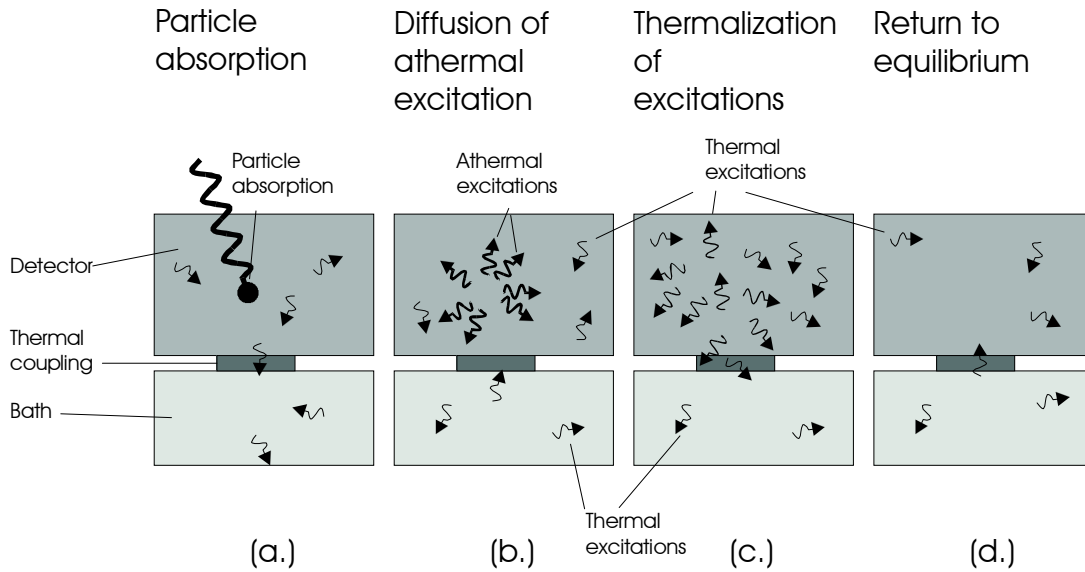 Particle
absorption
Diffusion of
athermal
excitation
Thermalization
of
excitations
Return to
equilibrium
Particle
absorption
Athermal
excitations
Thermal
excitations
Detector
Thermal
coupling
Bath
Thermal
excitations
(a.)
(b.)
(c.)
(d.)